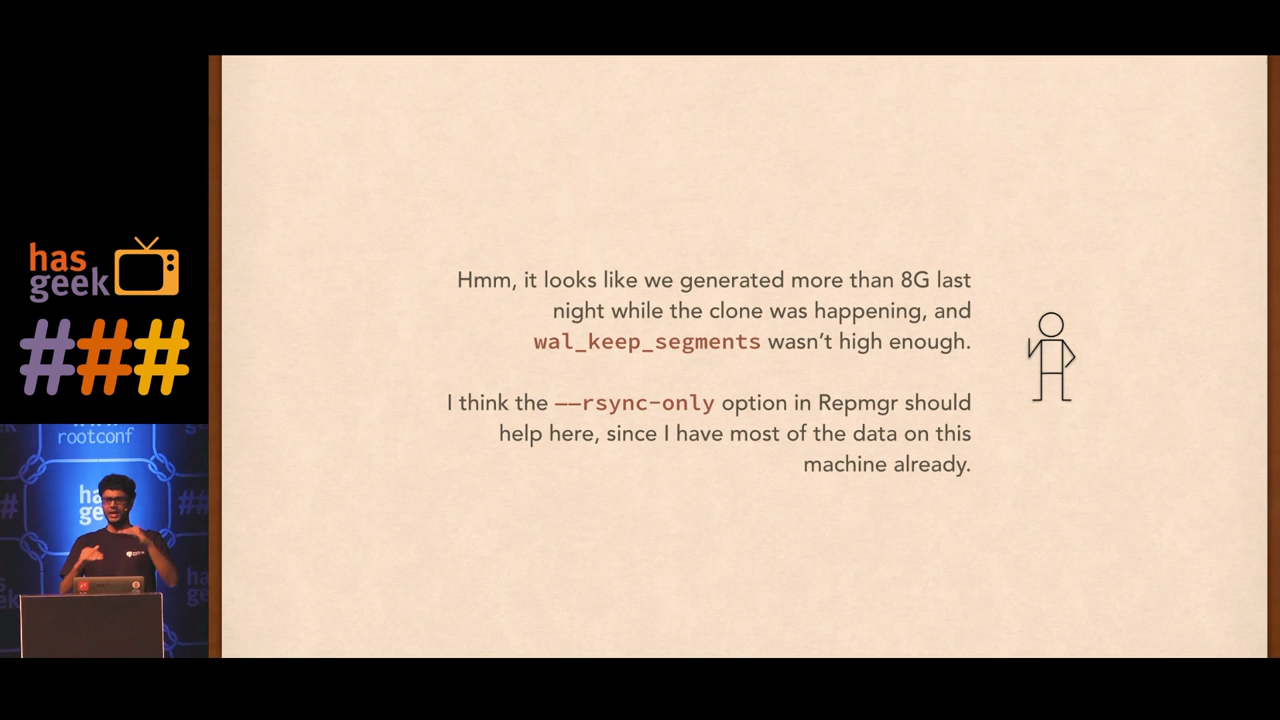 has
geek
###
rootconf
has
geek
##
Hmm, it looks like we generated more than 8G last
night while the clone was happening, and
wal_keep_segments wasn't high enough.
I think the --rsync-only option in Repmgr should
help here, since I have most of the data on this
machine already.